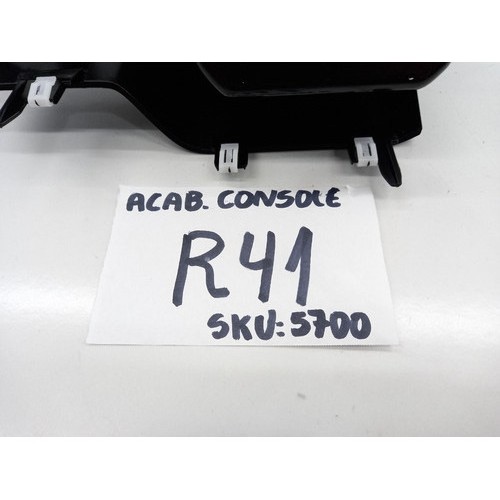 ACAB. CONSOLE
R41
SKU: 5700